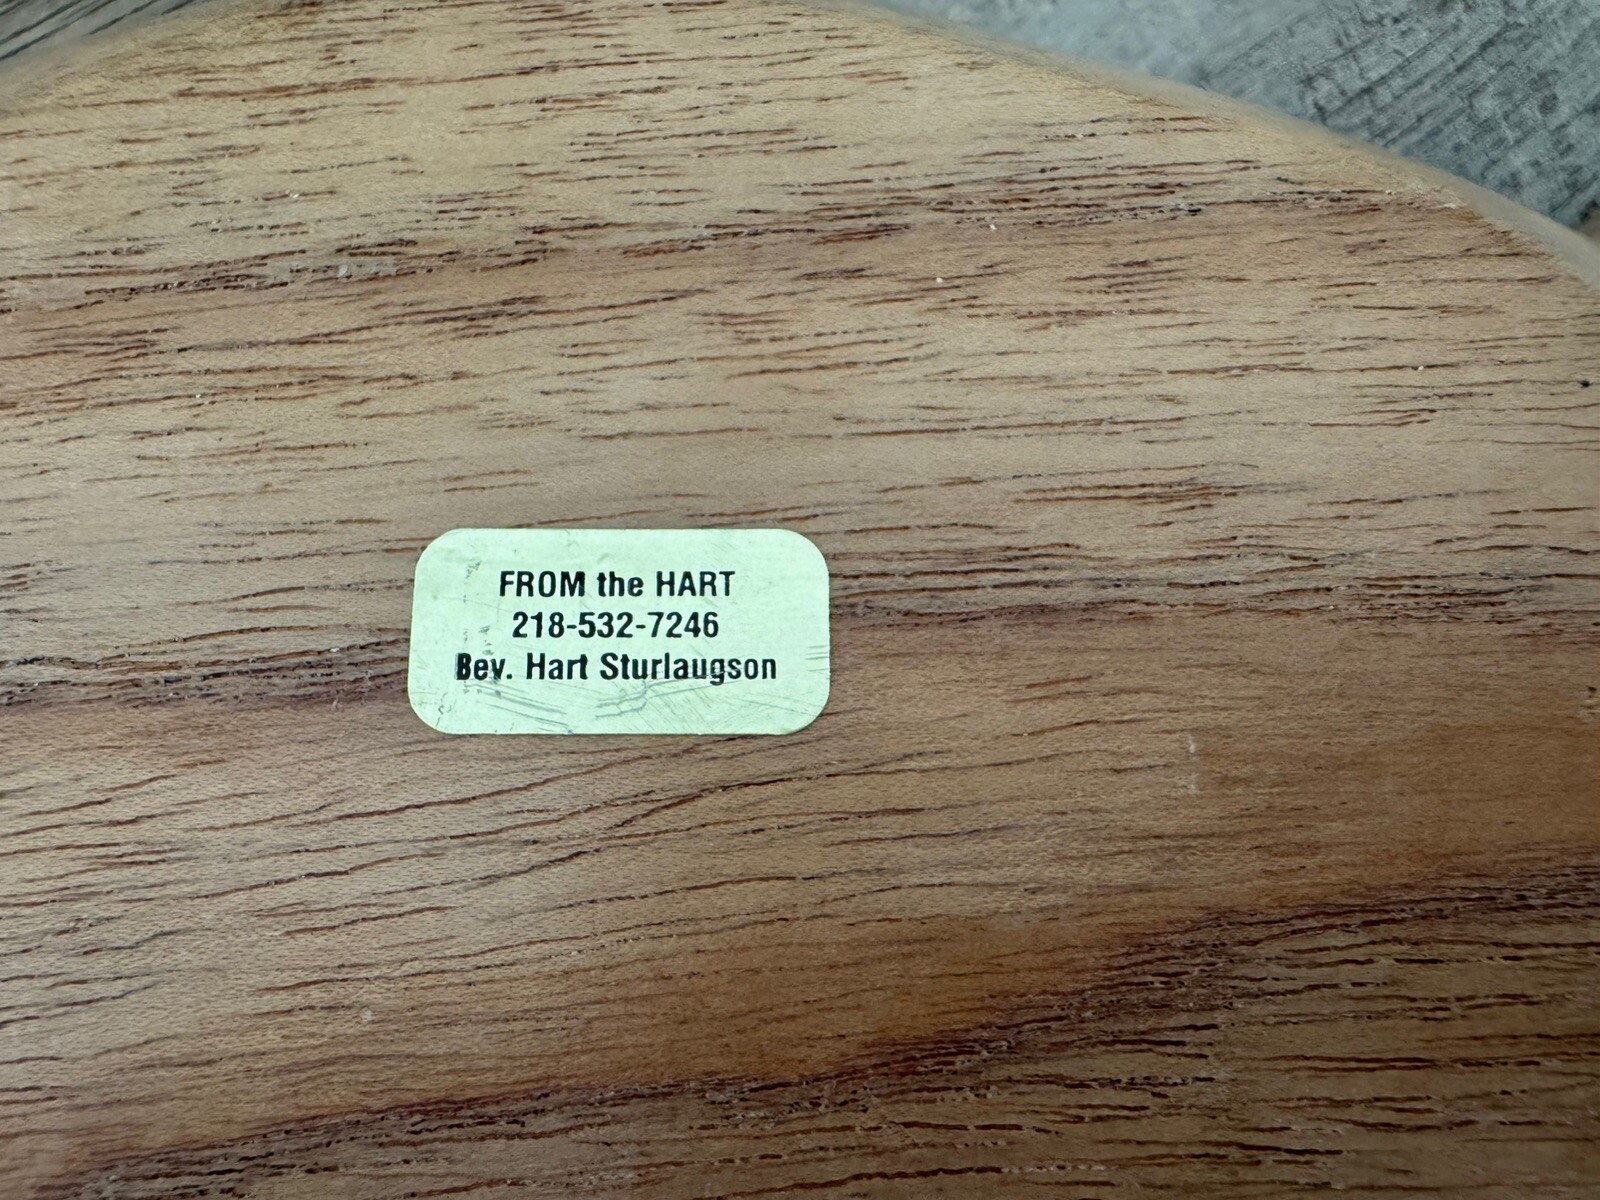 FROM the HART
218-532-7246
Bev. Hart Sturlaugson